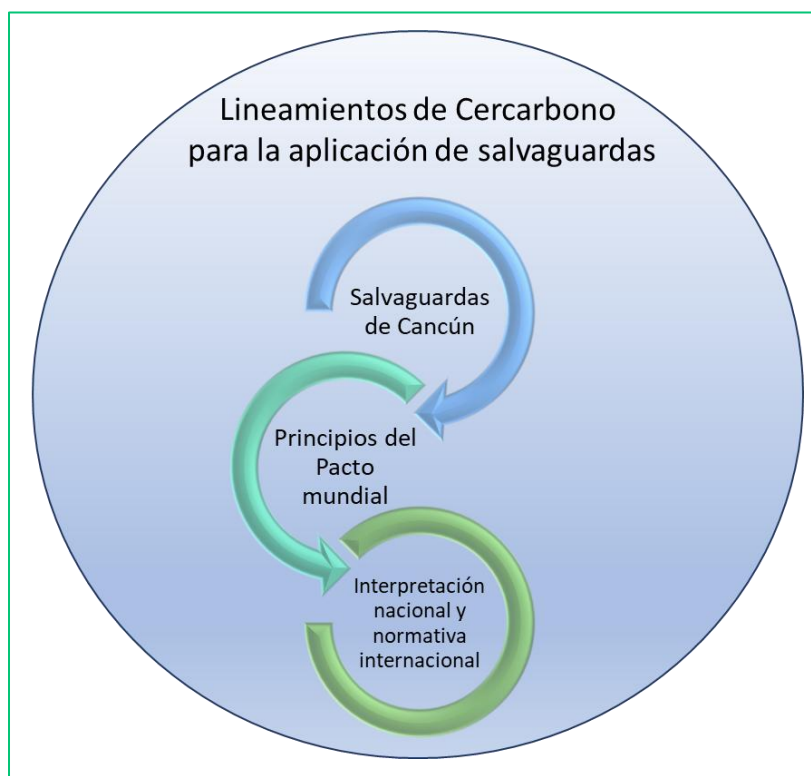 Lineamientos de Cercarbono
para la aplicación de salvaguardas
Salvaguardas
de Cancún
Principios del
Pacto
mundial
Interpretación
nacional y
normativa
internacional